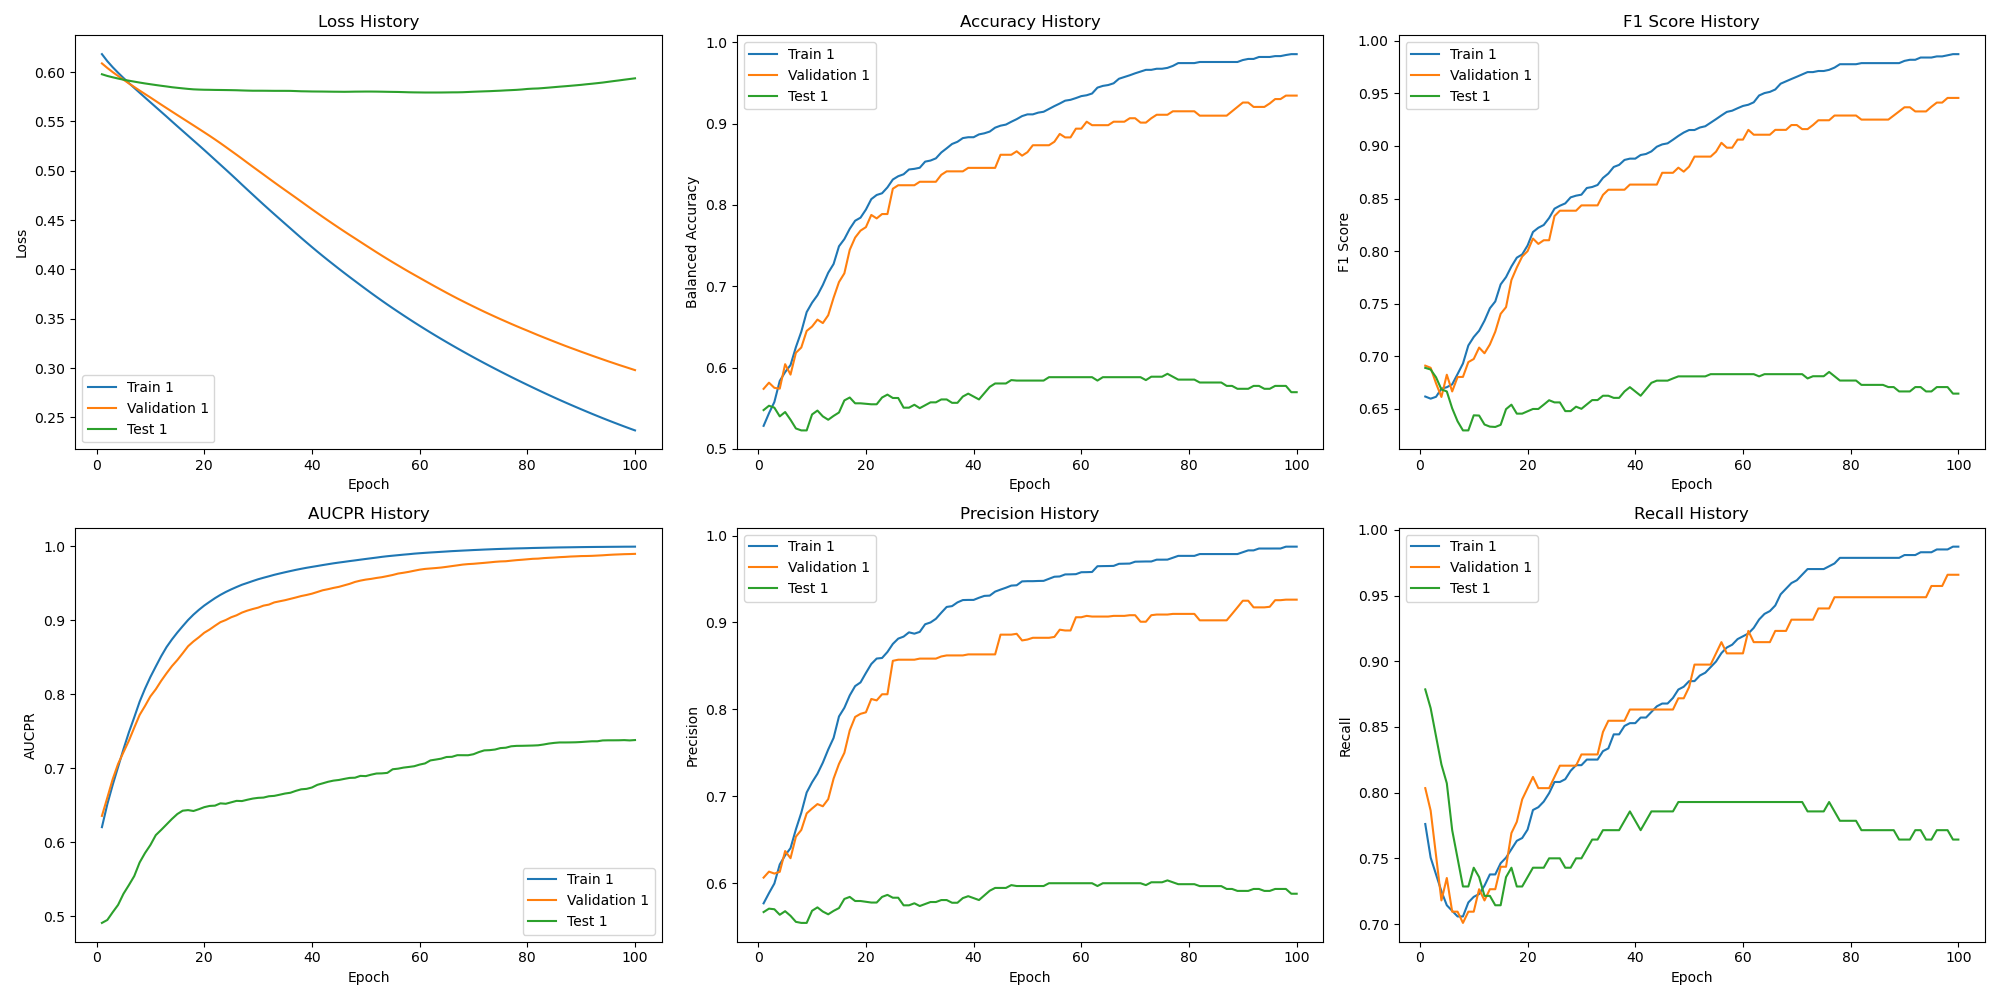 Loss History
Loss
0.60
0.55
0.50
0.45
0.40
0.35
0.30
0.25
Train 1
Validation 1
Test 1
0 20 40 60 80 100
Epoch
Accuracy History
Balanced Accuracy
1.0
0.9
0.8
0.7
0.6
0.5
Train 1
Validation 1
Test 1
0 20 40 60 80 100
Epoch
F1 Score History
F1 Score
1.00
0.95
0.90
0.85
0.80
0.75
0.70
0.65
Train 1
Validation 1
Test 1
0 20 40 60 80 100
Epoch
AUCPR History
AUCPR
1.0
0.9
0.8
0.7
0.6
0.5
Train 1
Validation 1
Test 1
0 20 40 60 80 100
Epoch
Precision History
Precision
1.0
0.9
0.8
0.7
0.6
Train 1
Validation 1
Test 1
0 20 40 60 80 100
Epoch
Recall History
Recall
1.00
0.95
0.90
0.85
0.80
0.75
0.70
Train 1
Validation 1
Test 1
0 20 40 60 80 100
Epoch